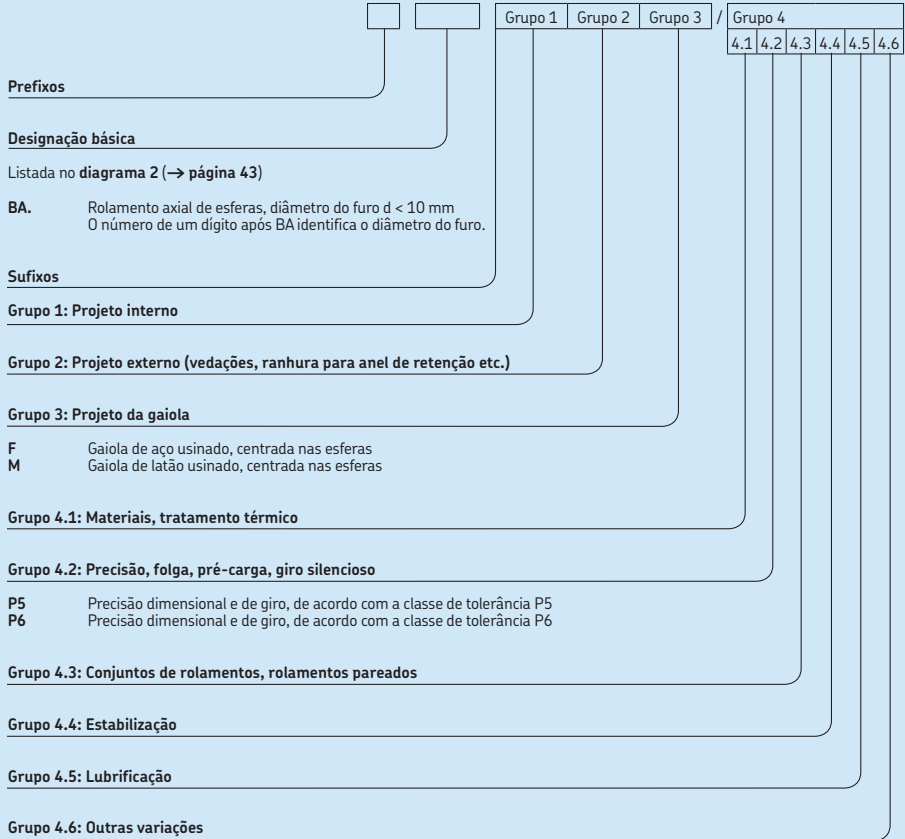 Grupo 1 Grupo 2 Grupo 3 / Grupo 4
4.1 4.2 4.3 4.4 4.5 4.6
Prefixos
Designação básica
Listada no diagrama 2 (→ página 43)
BA. Rolamento axial de esferas, diâmetro do furo d < 10 mm
O número de um dígito após BA identifica o diâmetro do furo.
Sufixos
Grupo 1: Projeto interno
Grupo 2: Projeto externo (vedações, ranhura para anel de retenção etc.)
Grupo 3: Projeto da gaiola
F Gaiola de aço usinado, centrada nas esferas
M Gaiola de latão usinado, centrada nas esferas
Grupo 4.1: Materiais, tratamento térmico
Grupo 4.2: Precisão, folga, pré-carga, giro silencioso
P5 Precisão dimensional e de giro, de acordo com a classe de tolerância P5
P6 Precisão dimensional e de giro, de acordo com a classe de tolerância P6
Grupo 4.3: Conjuntos de rolamentos, rolamentos pareados
Grupo 4.4: Estabilização
Grupo 4.5: Lubrificação
Grupo 4.6: Outras variações